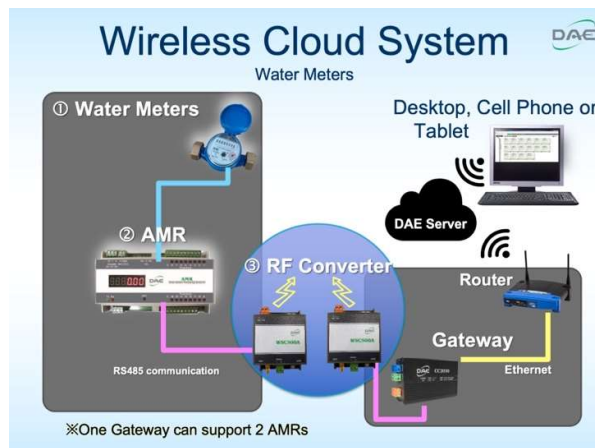 Wireless Cloud System
DAE
Water Meters
① Water Meters
Desktop, Cell Phone or
Tablet
DAE Server
② AMR
③ RF Converter
Router
Gateway
Ethernet
RS485 communication
DAE
※One Gateway can support 2 AMRs